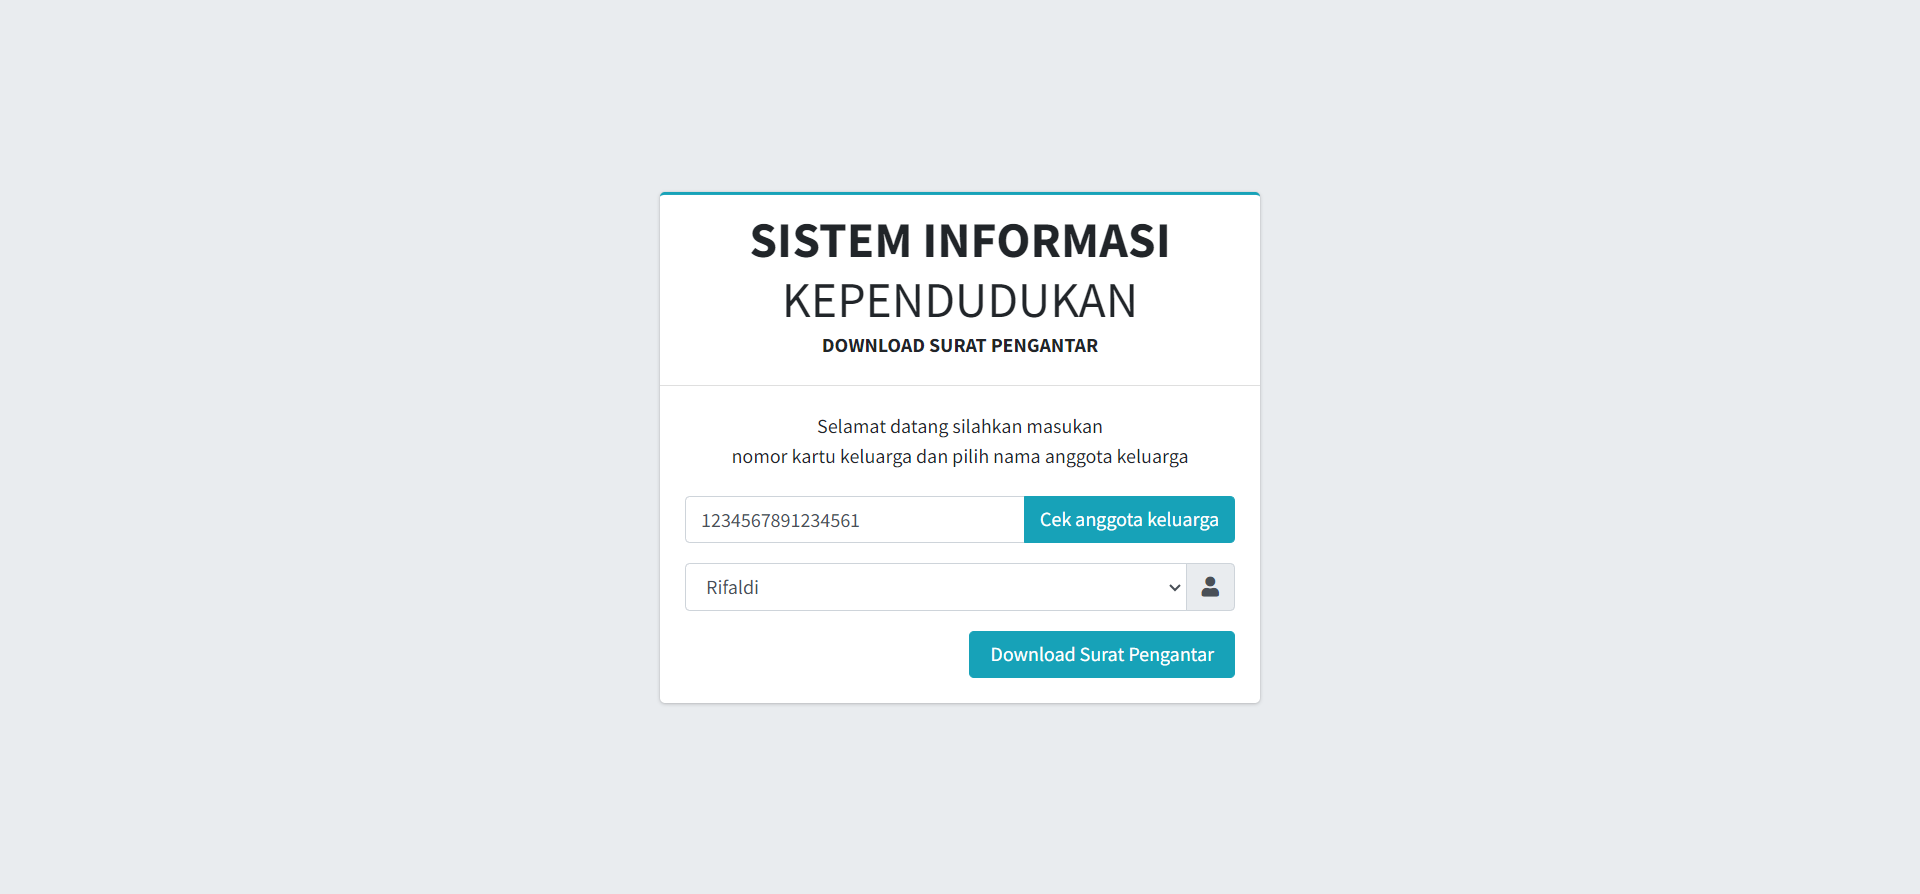 SISTEM INFORMASI
KEPENDUDUKAN
DOWNLOAD SURAT PENGANTAR
Selamat datang silahkan masukan
nomor kartu keluarga dan pilih nama anggota keluarga
1234567891234561
Cek anggota keluarga
Rifaldi
Download Surat Pengantar